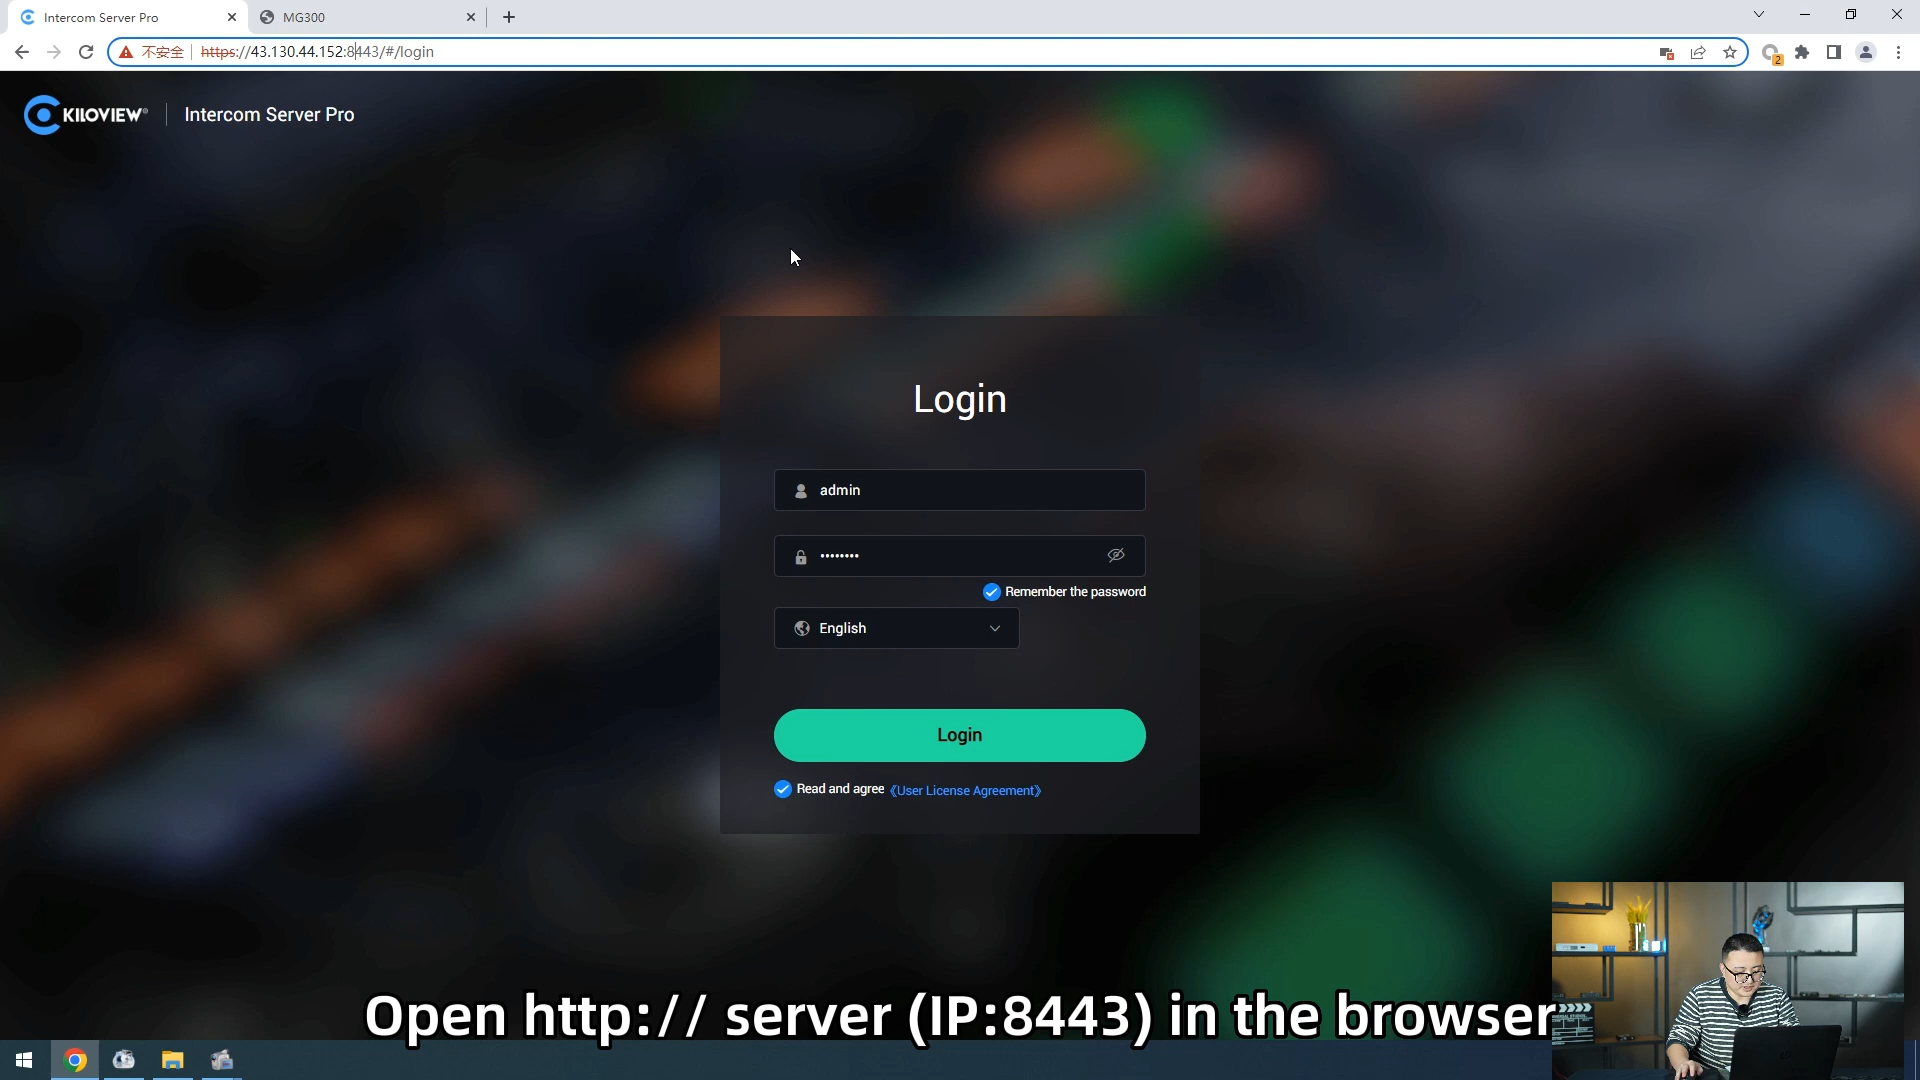 Intercom Server Pro
MG300
不安全
https://43.130.44.152:8443/#/login
2
KILOVIEW®
Intercom Server Pro
Login
admin
••••••••
Remember the password
English
Login
Read and agree 《User License Agreement》
Open http:// server (IP:8443) in the browser